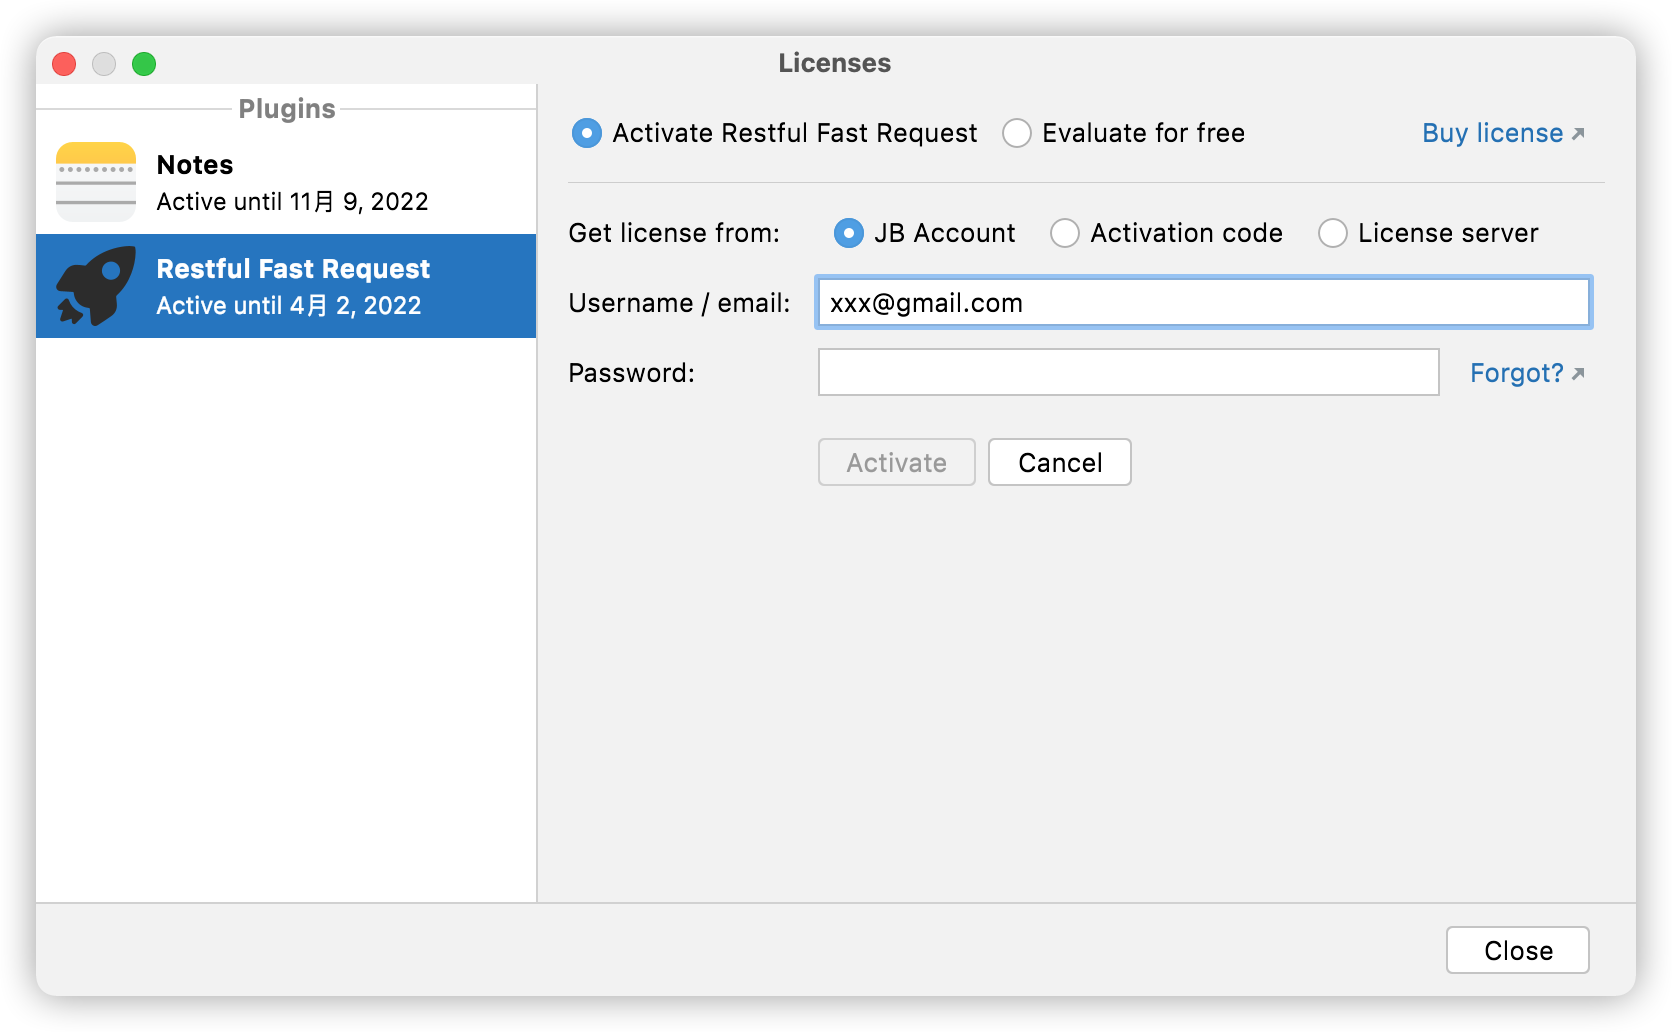 Licenses
Plugins
Notes
Active until 11月 9, 2022
Restful Fast Request
Active until 4月 2, 2022
Activate Restful Fast Request Evaluate for free Buy license
Get license from: JB Account Activation code License server
Username / email: xxx@gmail.com
Password: Forgot?
Activate Cancel
Close